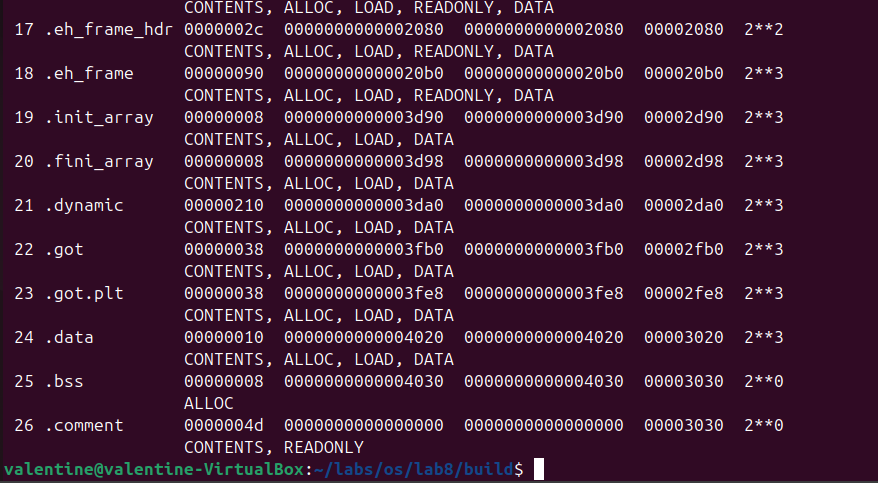 CONTENTS, ALLOC, LOAD, READONLY, DATA
17 .eh_frame_hdr 0000002c 0000000000002080 0000000000002080 00002080 2**2
CONTENTS, ALLOC, LOAD, READONLY, DATA
18 .eh_frame 00000090 00000000000020b0 00000000000020b0 000020b0 2**3
CONTENTS, ALLOC, LOAD, READONLY, DATA
19 .init_array 00000008 0000000000003d90 0000000000003d90 00002d90 2**3
CONTENTS, ALLOC, LOAD, DATA
20 .fini_array 00000008 0000000000003d98 0000000000003d98 00002d98 2**3
CONTENTS, ALLOC, LOAD, DATA
21 .dynamic 00000210 0000000000003da0 0000000000003da0 00002da0 2**3
CONTENTS, ALLOC, LOAD, DATA
22 .got 00000038 0000000000003fb0 0000000000003fb0 00002fb0 2**3
CONTENTS, ALLOC, LOAD, DATA
23 .got.plt 00000038 0000000000003fe8 0000000000003fe8 00002fe8 2**3
CONTENTS, ALLOC, LOAD, DATA
24 .data 00000010 0000000000004020 0000000000004020 00003020 2**3
CONTENTS, ALLOC, LOAD, DATA
25 .bss 00000008 0000000000004030 0000000000004030 00003030 2**0
ALLOC
26 .comment 0000004d 0000000000000000 0000000000000000 00003030 2**0
CONTENTS, READONLY
valentine@valentine-VirtualBox:~/labs/os/lab8/build$